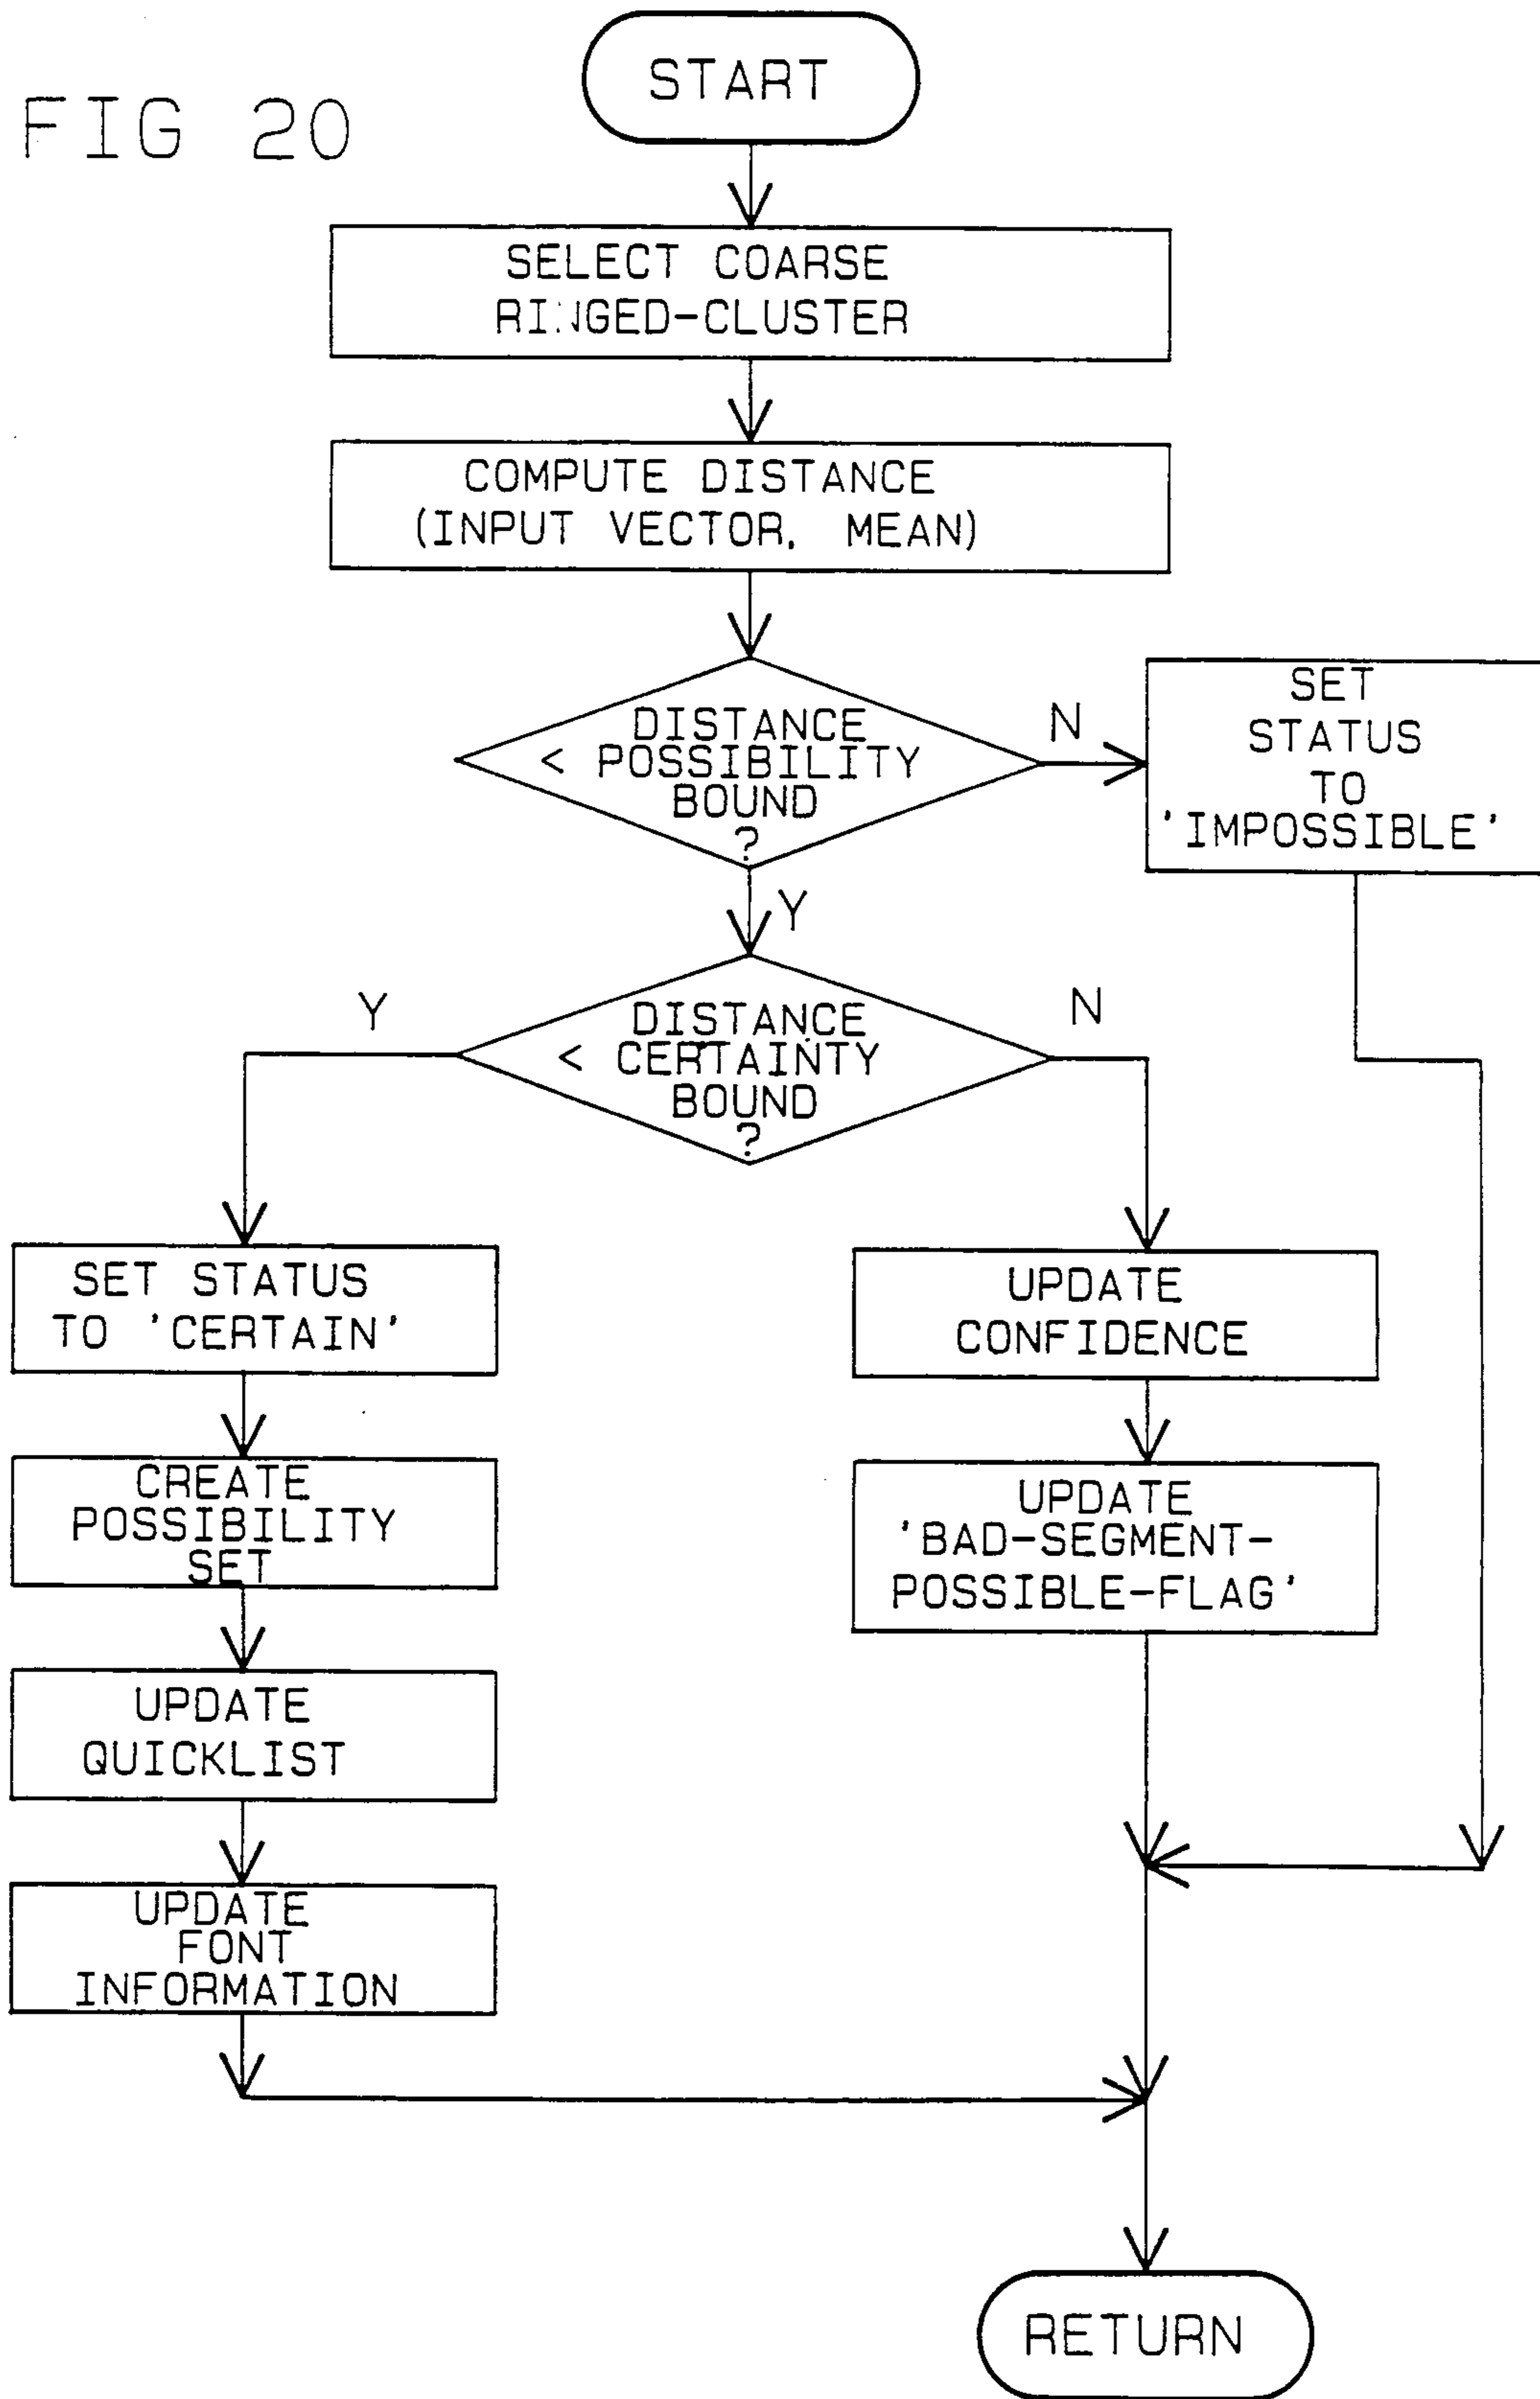 FIG 20
START
SELECT COARSE
RINGED-CLUSTER
COMPUTE DISTANCE
(INPUT VECTOR, MEAN)
DISTANCE
< POSSIBILITY
BOUND
?
N
SET
STATUS
TO
'IMPOSSIBLE'
Y
DISTANCE
< CERTAINTY
BOUND
?
Y
N
SET STATUS
TO 'CERTAIN'
CREATE
POSSIBILITY
SET
UPDATE
QUICKLIST
UPDATE
FONT
INFORMATION
UPDATE
CONFIDENCE
UPDATE
'BAD-SEGMENT-
POSSIBLE-FLAG'
RETURN